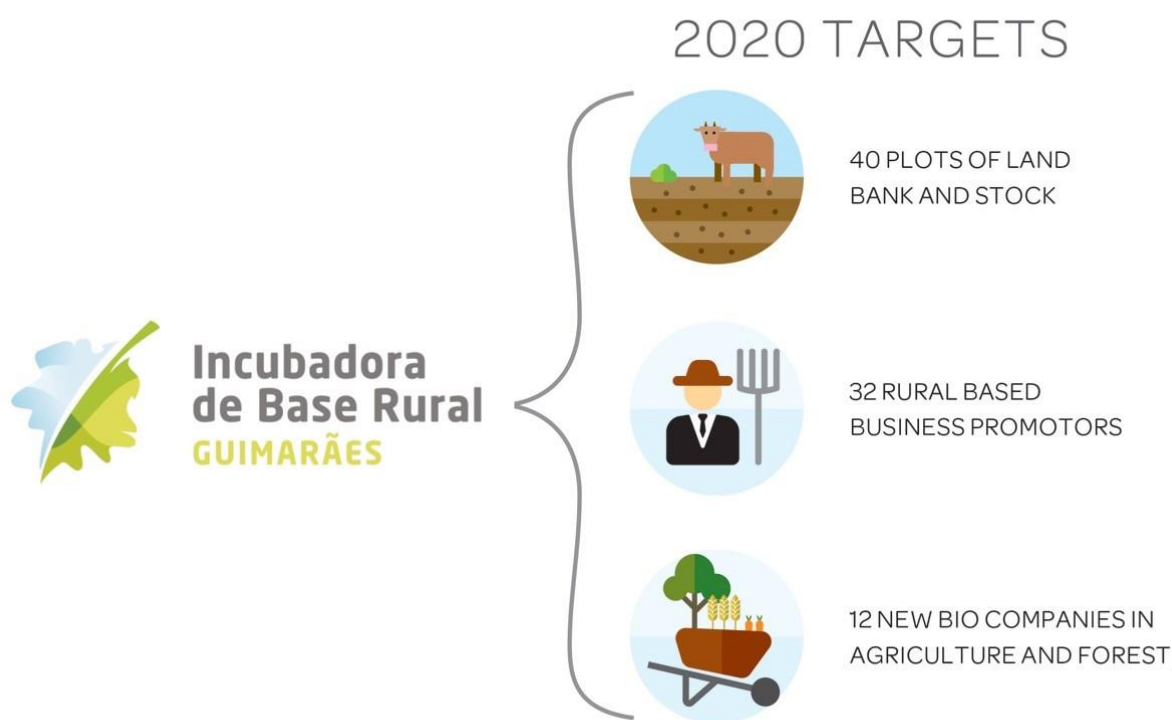 2020 TARGETS
40 PLOTS OF LAND
BANK AND STOCK
Incubadora
de Base Rural
GUIMARÃES
32 RURAL BASED
BUSINESS PROMOTORS
12 NEW BIO COMPANIES IN
AGRICULTURE AND FOREST